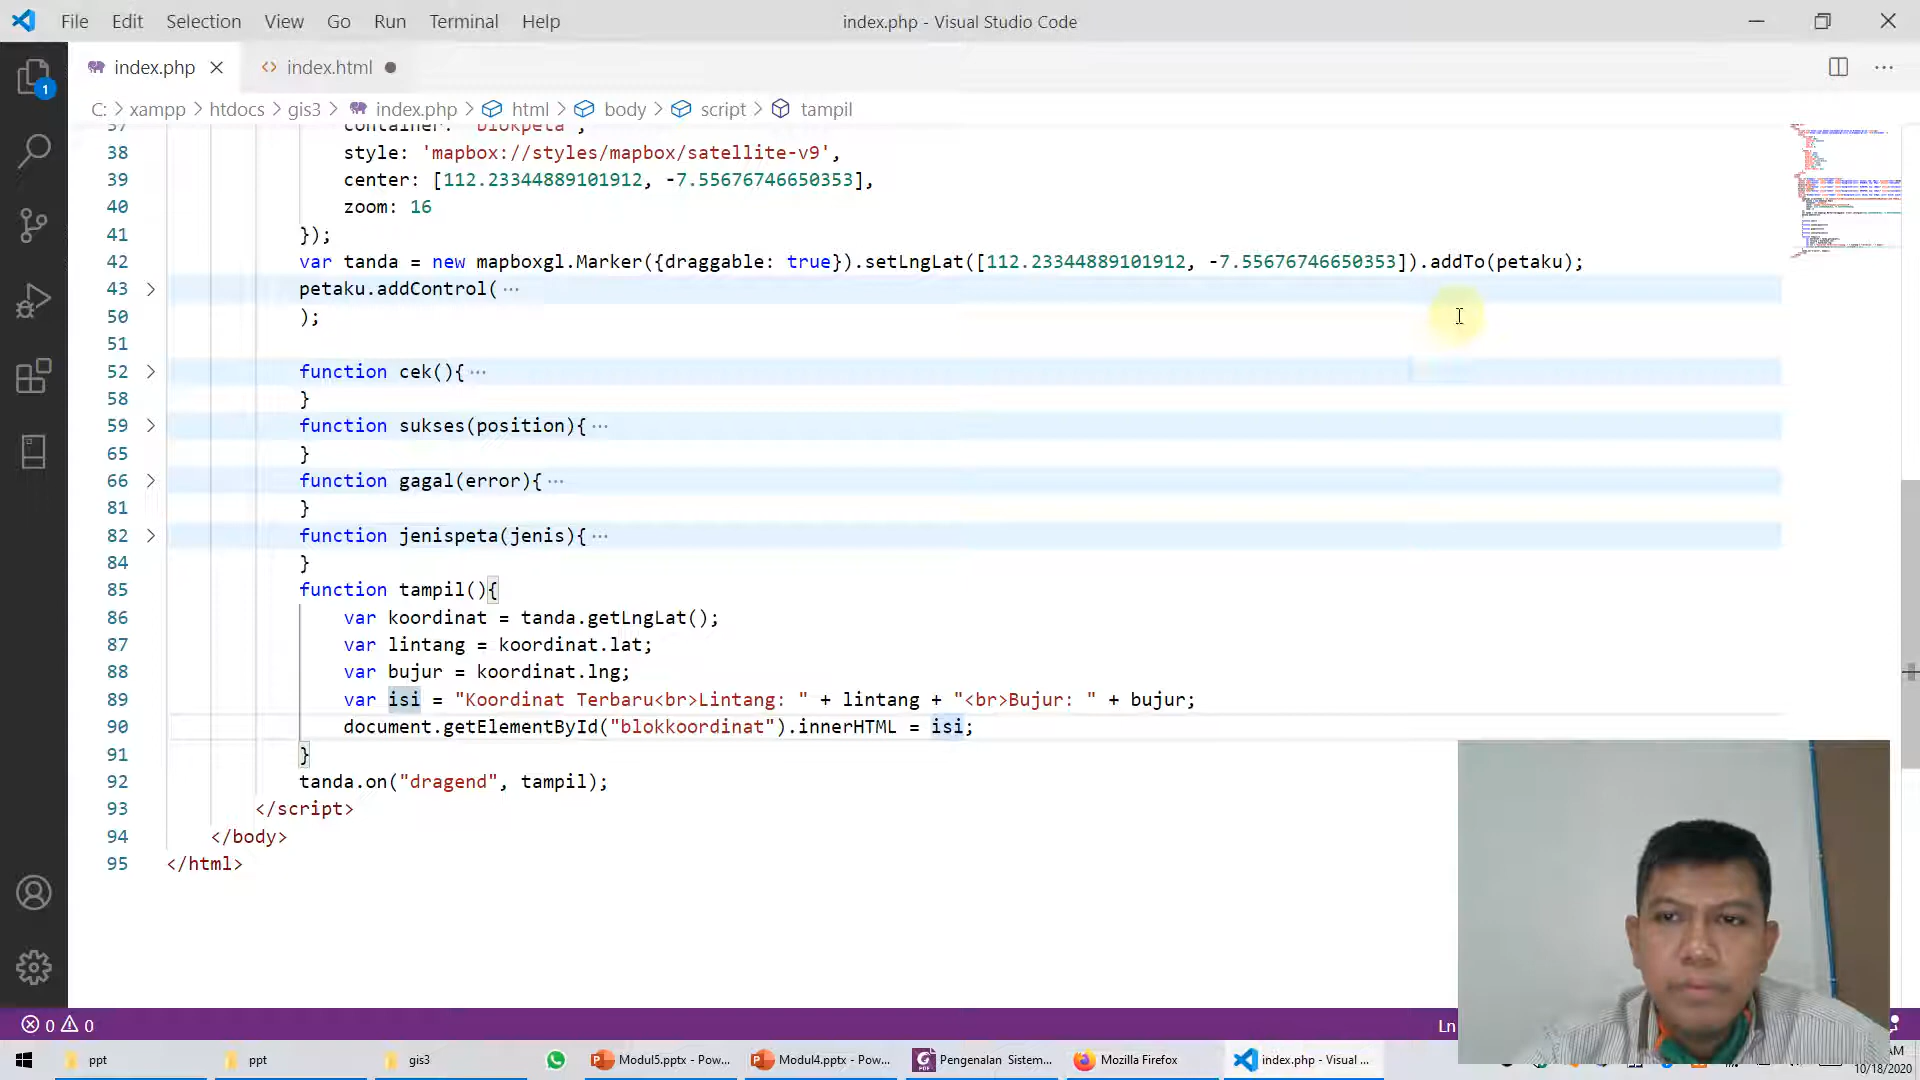 File Edit Selection View Go Run Terminal Help
index.php - Visual Studio Code
index.php
index.html
C: > xampp > htdocs > gis3 > index.php > html > body > script > tampil
37 container: 'blokpeta',
38 style: 'mapbox://styles/mapbox/satellite-v9',
39 center: [112.23344889101912, -7.55676746650353],
40 zoom: 16
41 });
42 var tanda = new mapboxgl.Marker({draggable: true}).setLngLat([112.23344889101912, -7.55676746650353]).addTo(petaku);
43 petaku.addControl( ...
50 );
51
52 function cek(){ ...
58 }
59 function sukses(position){ ...
65 }
66 function gagal(error){ ...
81 }
82 function jenispeta(jenis){ ...
84 }
85 function tampil(){
86 var koordinat = tanda.getLngLat();
87 var lintang = koordinat.lat;
88 var bujur = koordinat.lng;
89 var isi = "Koordinat Terbaru<br>Lintang: " + lintang + "<br>Bujur: " + bujur;
90 document.getElementById("blokkoordinat").innerHTML = isi;
91 }
92 tanda.on("dragend", tampil);
93 </script>
94 </body>
95 </html>
1
0 0
Ln
ppt
ppt
gis3
Modul5.pptx - Pow...
Modul4.pptx - Pow...
Pengenalan Sistem...
Mozilla Firefox
index.php - Visual ...
AM
10/18/2020